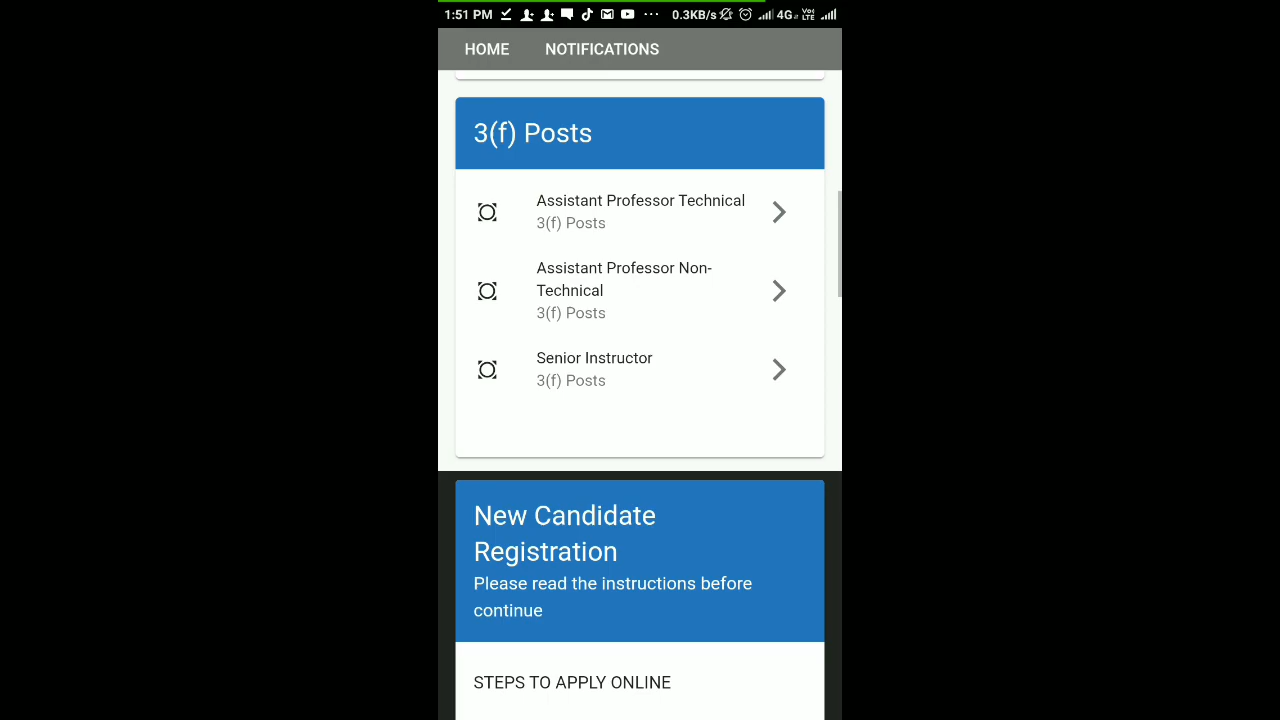 1:51 PM 0.3KB/s 4G VoLTE
HOME NOTIFICATIONS
3(f) Posts
Assistant Professor Technical
3(f) Posts
Assistant Professor Non-
Technical
3(f) Posts
Senior Instructor
3(f) Posts
New Candidate
Registration
Please read the instructions before
continue
STEPS TO APPLY ONLINE